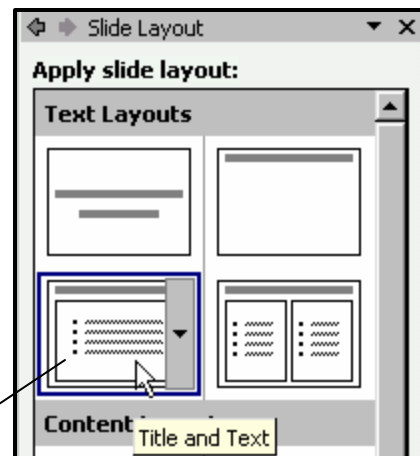 Slide Layout
Apply slide layout:
Text Layouts
Content
Title and Text